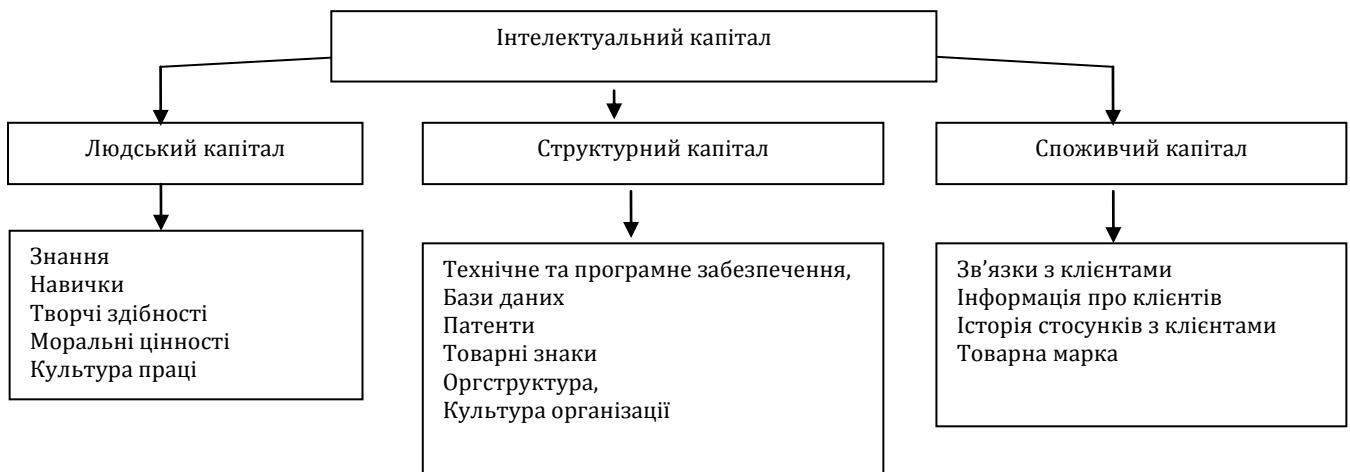 Інтелектуальний капітал
Людський капітал
Структурний капітал
Споживчий капітал
Знання
Навички
Творчі здібності
Моральні цінності
Культура праці
Технічне та програмне забезпечення,
Бази даних
Патенти
Товарні знаки
Оргструктура,
Культура організації
Зв’язки з клієнтами
Інформація про клієнтів
Історія стосунків з клієнтами
Товарна марка